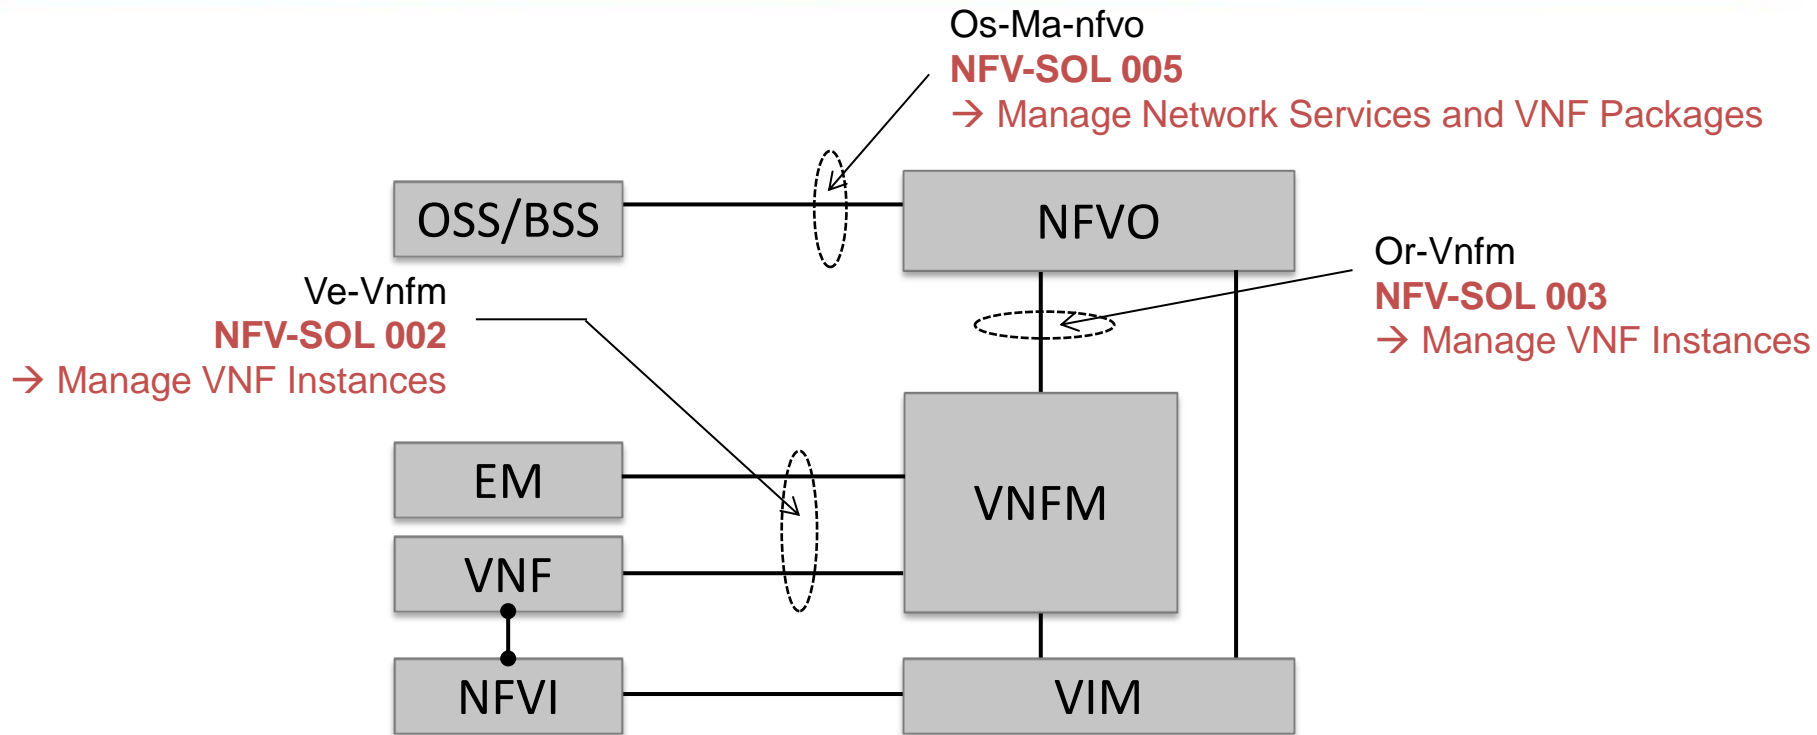 Os-Ma-nfvo
NFV-SOL 005
→ Manage Network Services and VNF Packages
OSS/BSS
NFVO
Or-Vnfm
NFV-SOL 003
→ Manage VNF Instances
Ve-Vnfm
NFV-SOL 002
→ Manage VNF Instances
EM
VNFM
VNF
NFVI
VIM